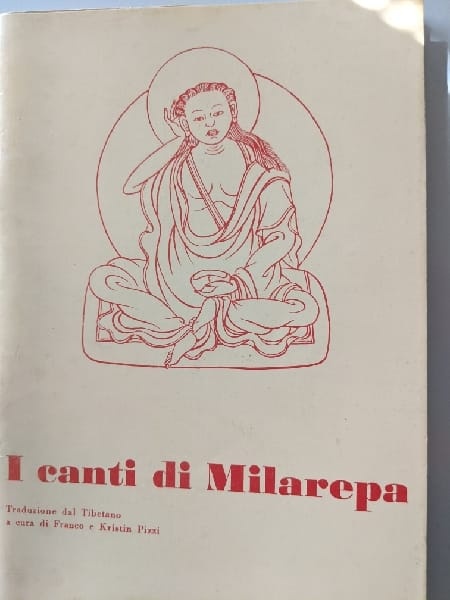 I canti di Milarepa
Traduzione dal Tibetano
a cura di Franco e Kristin Pizzi